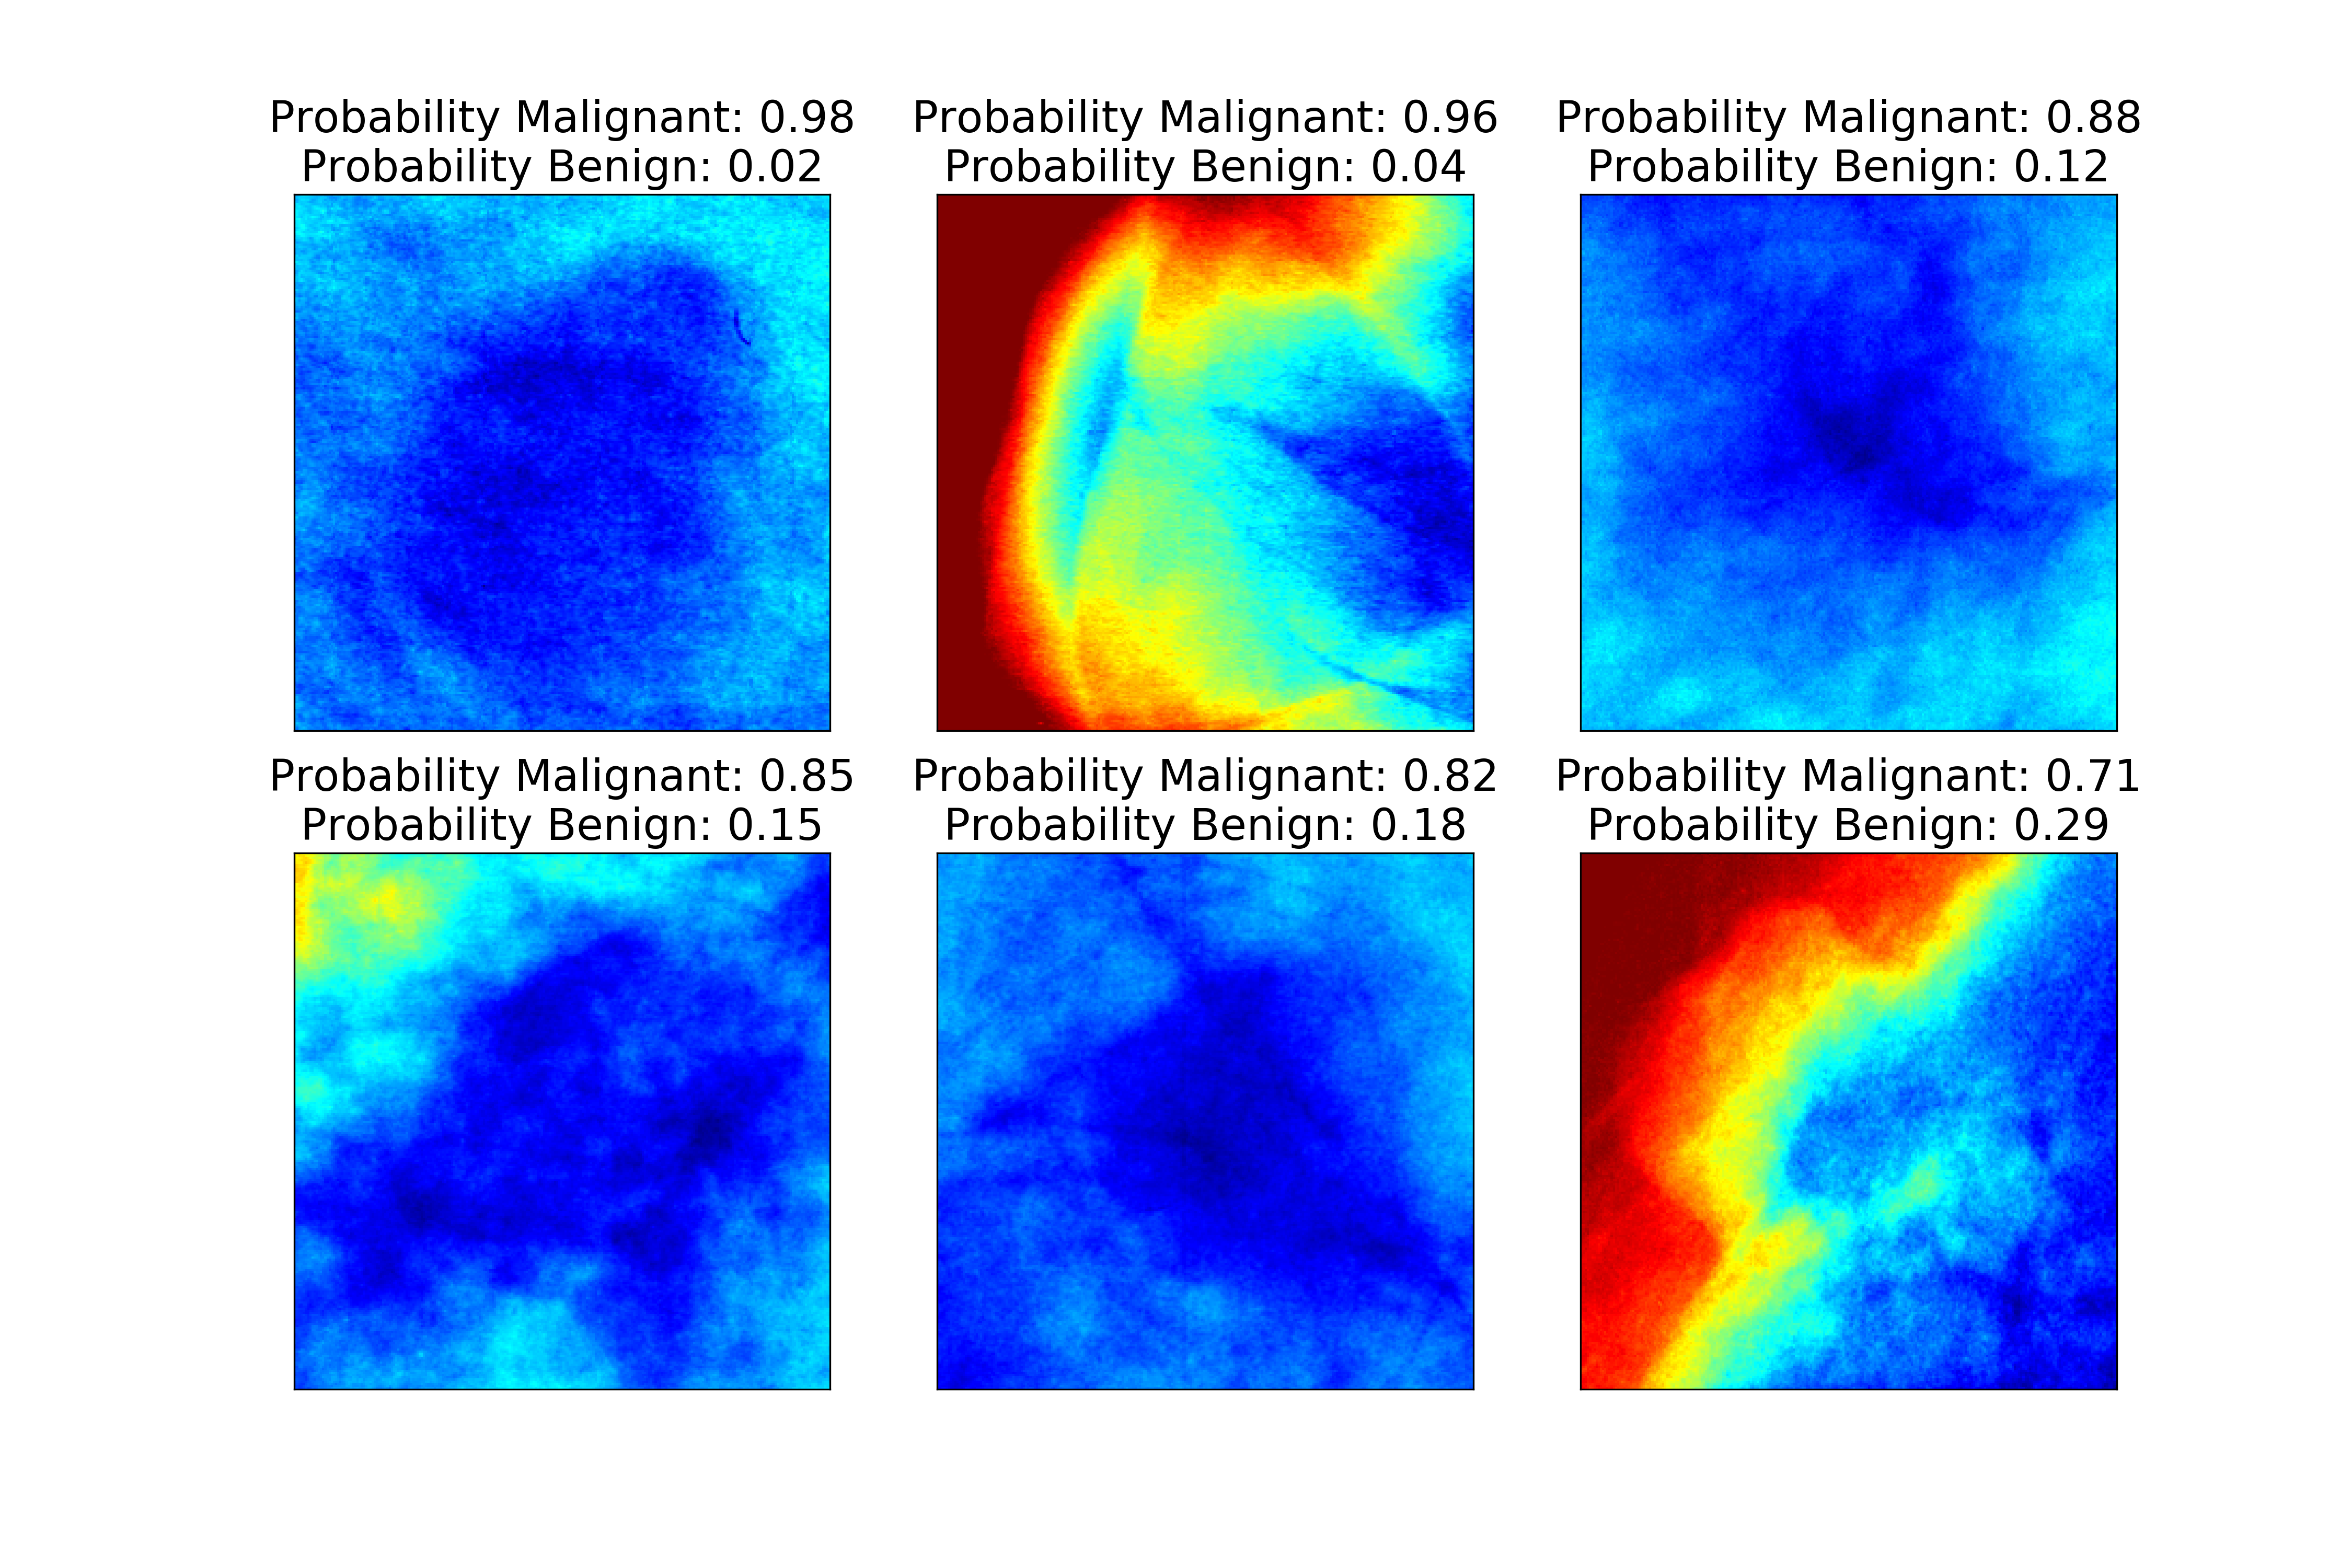 Probability Malignant: 0.98
Probability Benign: 0.02
Probability Malignant: 0.96
Probability Benign: 0.04
Probability Malignant: 0.88
Probability Benign: 0.12
Probability Malignant: 0.85
Probability Benign: 0.15
Probability Malignant: 0.82
Probability Benign: 0.18
Probability Malignant: 0.71
Probability Benign: 0.29